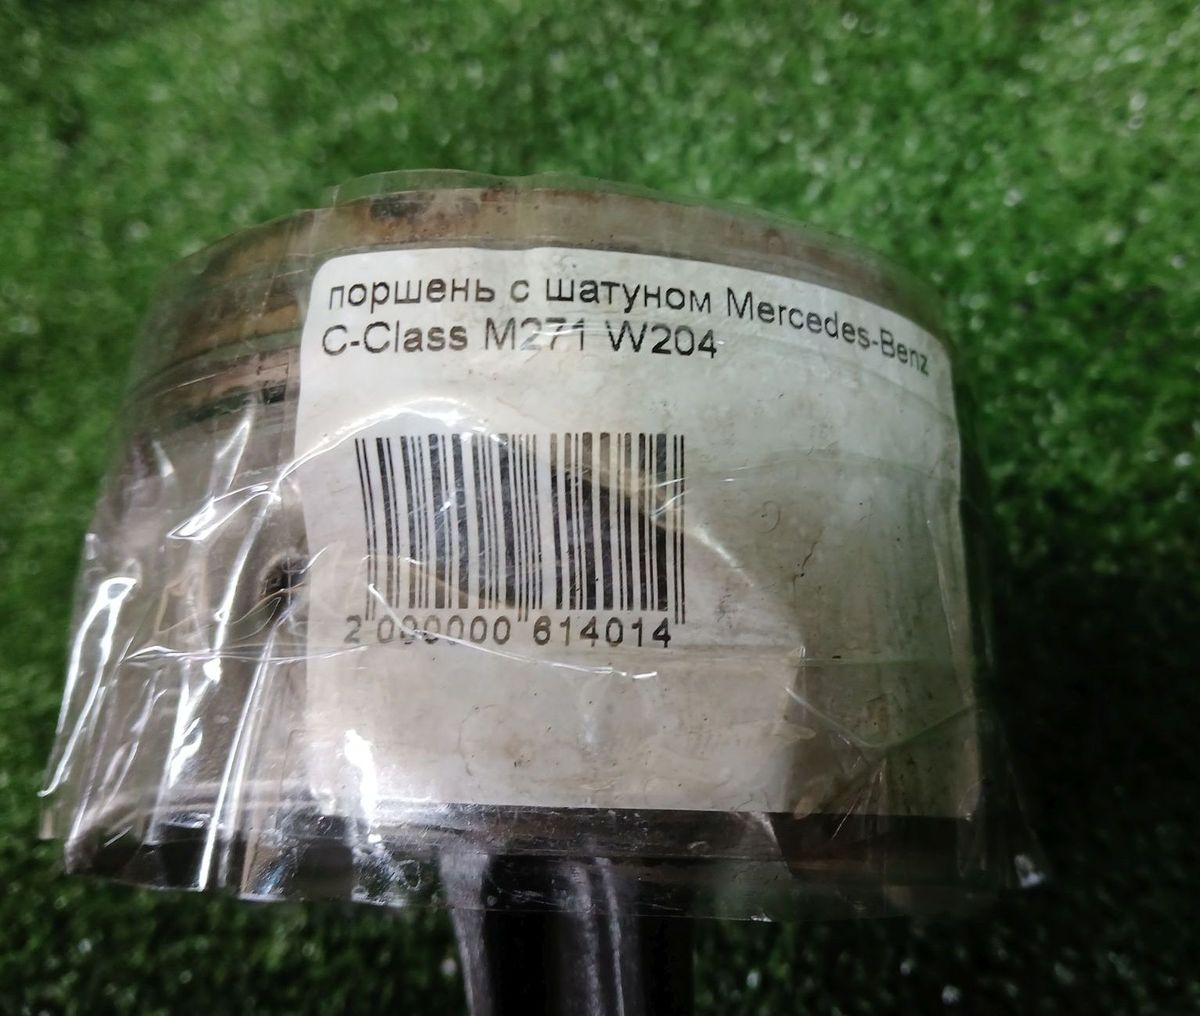 поршень с шатуном Mercedes-Benz
C-Class M271 W204
2 000000 614014